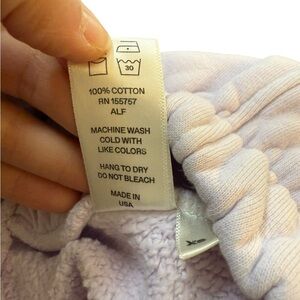 30
100% COTTON
RN 155757
ALF
MACHINE WASH
COLD WITH
LIKE COLORS
HANG TO DRY
DO NOT BLEACH
MADE IN
USA